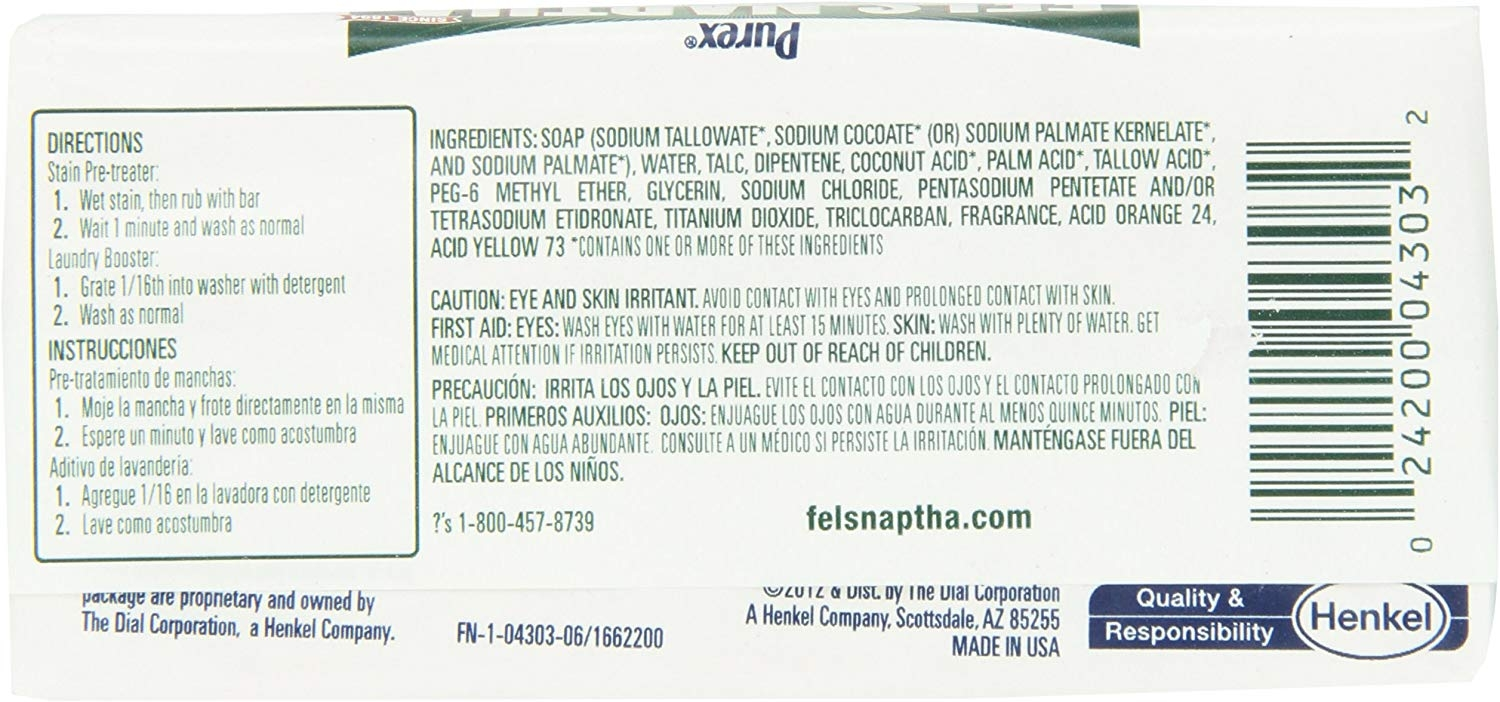 SINCE 1894
Purex®
DIRECTIONS
Stain Pre-treater:
1. Wet stain, then rub with bar
2. Wait 1 minute and wash as normal
Laundry Booster:
1. Grate 1/16th into washer with detergent
2. Wash as normal
INSTRUCCIONES
Pre-tratamiento de manchas:
1. Moje la mancha y frote directamente en la misma
2. Espere un minuto y lave como acostumbra
Aditivo de lavandería:
1. Agregue 1/16 en la lavadora con detergente
2. Lave como acostumbra
INGREDIENTS: SOAP (SODIUM TALLOWATE*, SODIUM COCOATE* (OR) SODIUM PALMATE KERNELATE*,
AND SODIUM PALMATE*), WATER, TALC, DIPENTENE, COCONUT ACID*, PALM ACID*, TALLOW ACID*,
PEG-6 METHYL ETHER, GLYCERIN, SODIUM CHLORIDE, PENTASODIUM PENTETATE AND/OR
TETRASODIUM ETIDRONATE, TITANIUM DIOXIDE, TRICLOCARBAN, FRAGRANCE, ACID ORANGE 24,
ACID YELLOW 73 *CONTAINS ONE OR MORE OF THESE INGREDIENTS
CAUTION: EYE AND SKIN IRRITANT. AVOID CONTACT WITH EYES AND PROLONGED CONTACT WITH SKIN.
FIRST AID: EYES: WASH EYES WITH WATER FOR AT LEAST 15 MINUTES. SKIN: WASH WITH PLENTY OF WATER. GET
MEDICAL ATTENTION IF IRRITATION PERSISTS. KEEP OUT OF REACH OF CHILDREN.
PRECAUCIÓN: IRRITA LOS OJOS Y LA PIEL. EVITE EL CONTACTO CON LOS OJOS Y EL CONTACTO PROLONGADO CON
LA PIEL. PRIMEROS AUXILIOS: OJOS: ENJUAGUE LOS OJOS CON AGUA DURANTE AL MENOS QUINCE MINUTOS. PIEL:
ENJUAGUE CON AGUA ABUNDANTE. CONSULTE A UN MÉDICO SI PERSISTE LA IRRITACIÓN. MANTÉNGASE FUERA DEL
ALCANCE DE LOS NIÑOS.
?'s 1-800-457-8739
felsnaptha.com
0 24200 04303 2
package are proprietary and owned by
The Dial Corporation, a Henkel Company.
FN-1-04303-06/1662200
©2012 & Dist. by The Dial Corporation
A Henkel Company, Scottsdale, AZ 85255
MADE IN USA
Quality &
Responsibility
Henkel